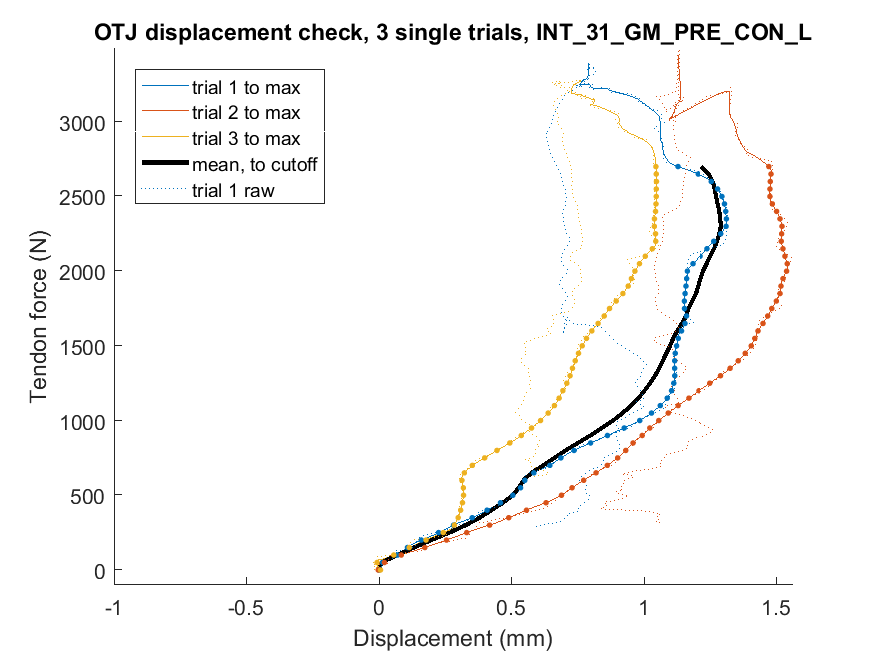 OTJ displacement check, 3 single trials, INT_31_GM_PRE_CON_L
trial 1 to max
trial 2 to max
trial 3 to max
mean, to cutoff
trial 1 raw
3000
2500
2000
1500
1000
500
0
Tendon force (N)
-1
-0.5
0
0.5
1
1.5
Displacement (mm)